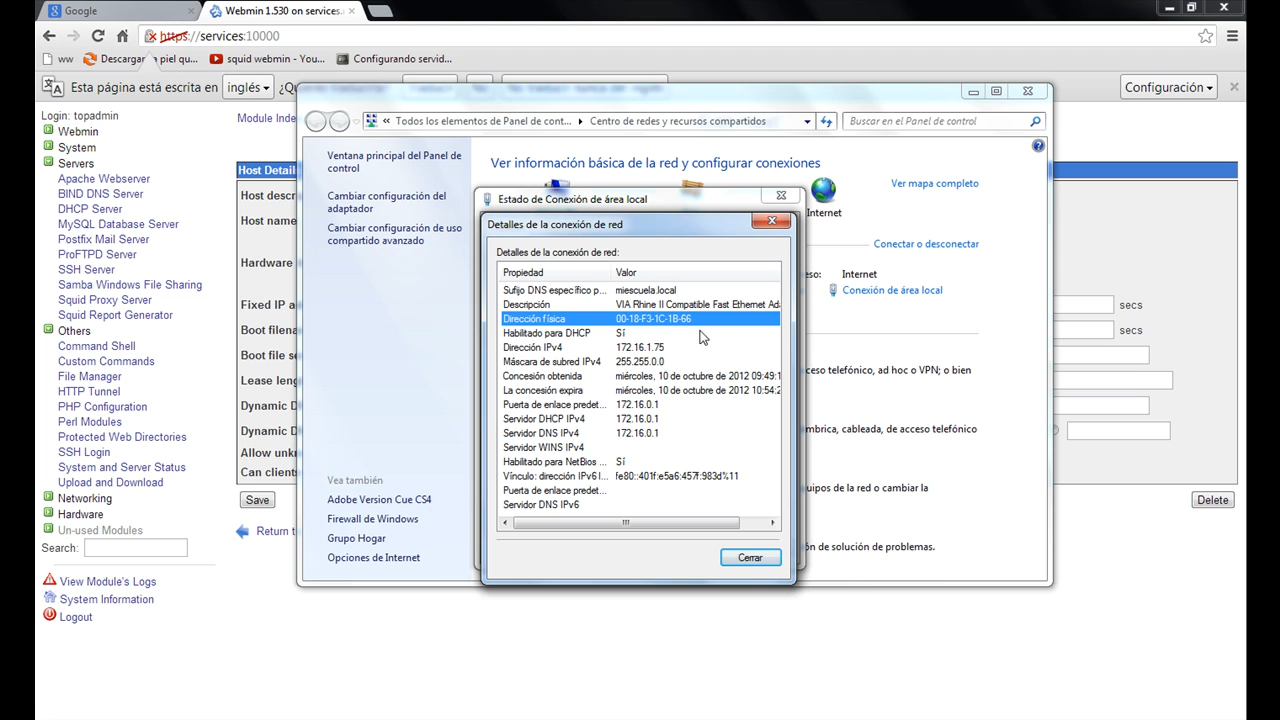 Google
Webmin 1.530 on services.
https://services:10000
ww
Descargar a piel qu...
squid webmin - You...
Configurando servid...
Esta página está escrita en
inglés
Configuración
Login: topadmin
Webmin
System
Servers
Apache Webserver
BIND DNS Server
DHCP Server
MySQL Database Server
Postfix Mail Server
ProFTPD Server
SSH Server
Samba Windows File Sharing
Squid Proxy Server
Squid Report Generator
Others
Command Shell
Custom Commands
File Manager
HTTP Tunnel
PHP Configuration
Perl Modules
Protected Web Directories
SSH Login
System and Server Status
Upload and Download
Networking
Hardware
Un-used Modules
Search:
View Module's Logs
System Information
Logout
Module Inde
Host Detail
Host descr
Host name
Hardware
Fixed IP a
Boot filena
Boot file se
Lease leng
Dynamic D
Dynamic D
Allow unkn
Can clients
Save
Return t
secs
secs
Delete
« Todos los elementos de Panel de cont... ▸ Centro de redes y recursos compartidos
Buscar en el Panel de control
Ventana principal del Panel de
control
Cambiar configuración del
adaptador
Cambiar configuración de uso
compartido avanzado
Vea también
Adobe Version Cue CS4
Firewall de Windows
Grupo Hogar
Opciones de Internet
Ver información básica de la red y configurar conexiones
Ver mapa completo
Internet
Conectar o desconectar
eso: Internet
Conexión de área local
ceso telefónico, ad hoc o VPN; o bien
mbrica, cableada, de acceso telefónico
uipos de la red o cambiar la
ón de solución de problemas.
Estado de Conexión de área local
Detalles de la conexión de red
Detalles de la conexión de red:
Propiedad Valor
Sufijo DNS específico p... miescuela.local
Descripción VIA Rhine II Compatible Fast Ethernet Ada
Dirección física 00-18-F3-1C-1B-66
Habilitado para DHCP Sí
Dirección IPv4 172.16.1.75
Máscara de subred IPv4 255.255.0.0
Concesión obtenida miércoles, 10 de octubre de 2012 09:49:1
La concesión expira miércoles, 10 de octubre de 2012 10:54:2
Puerta de enlace predet... 172.16.0.1
Servidor DHCP IPv4 172.16.0.1
Servidor DNS IPv4 172.16.0.1
Servidor WINS IPv4
Habilitado para NetBios ... Sí
Vínculo: dirección IPv6 l... fe80::401f:e5a6:457f:983d%11
Puerta de enlace predet...
Servidor DNS IPv6
Cerrar